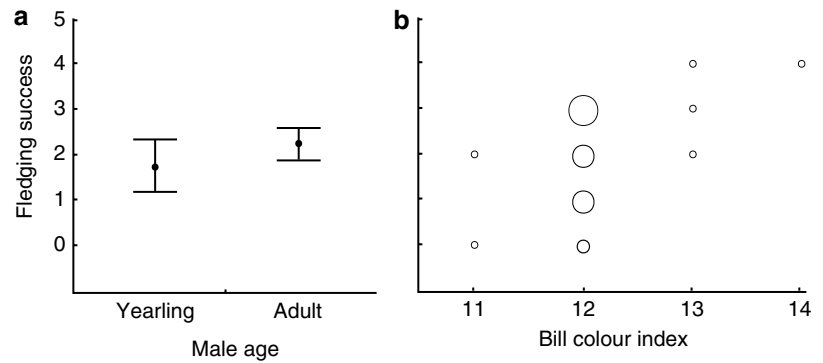 a
Fledging success
5
4
3
2
1
0
Yearling Adult
Male age
b
11 12 13 14
Bill colour index